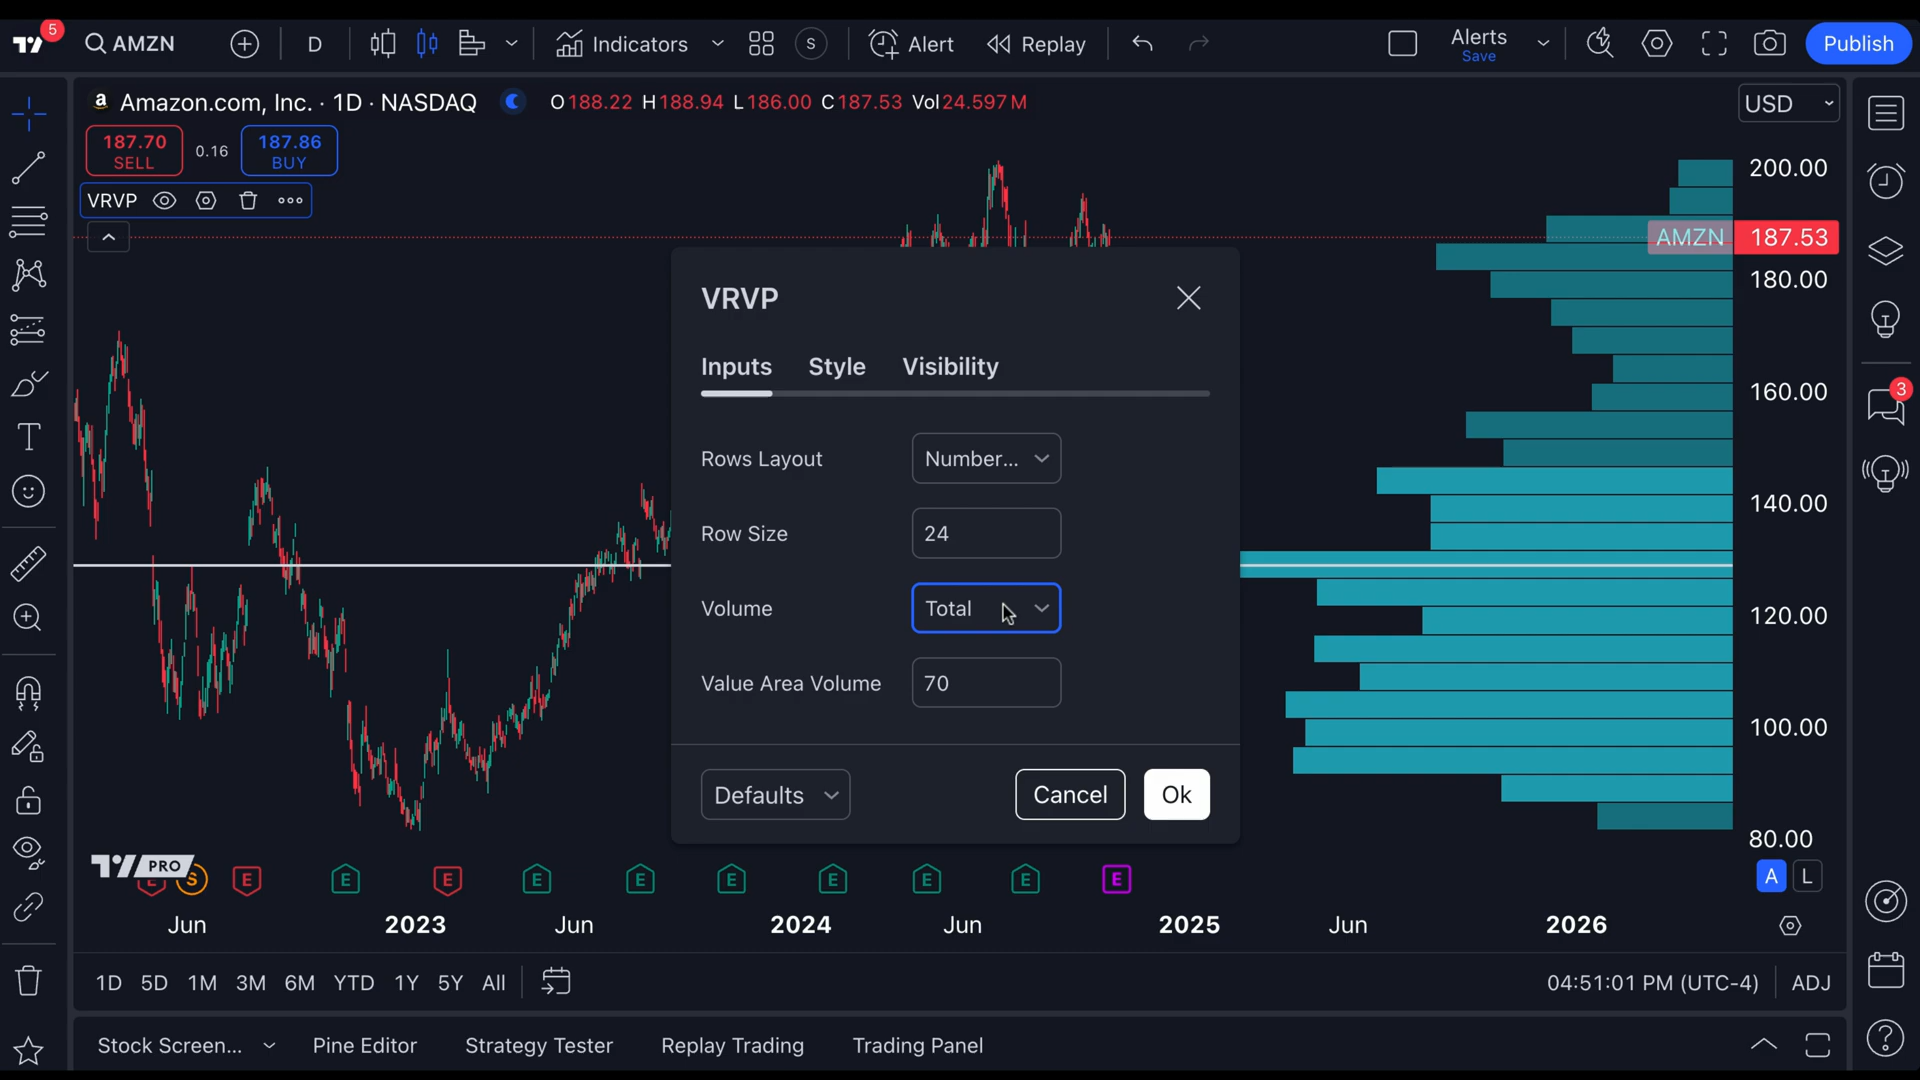 5
AMZN
D
Indicators
S
Alert
Replay
Alerts
Save
Publish
a Amazon.com, Inc. · 1D · NASDAQ
O188.22 H188.94 L186.00 C187.53 Vol24.597M
USD
187.70
SELL
0.16
187.86
BUY
VRVP
200.00
AMZN 187.53
180.00
160.00
140.00
120.00
100.00
80.00
3
VRVP
Inputs Style Visibility
Rows Layout Number...
Row Size 24
Volume Total
Value Area Volume 70
Defaults Cancel Ok
PRO
E S E E E E E E E E E E
A L
Jun 2023 Jun 2024 Jun 2025 Jun 2026
1D 5D 1M 3M 6M YTD 1Y 5Y All
04:51:01 PM (UTC-4) ADJ
Stock Screen... Pine Editor Strategy Tester Replay Trading Trading Panel